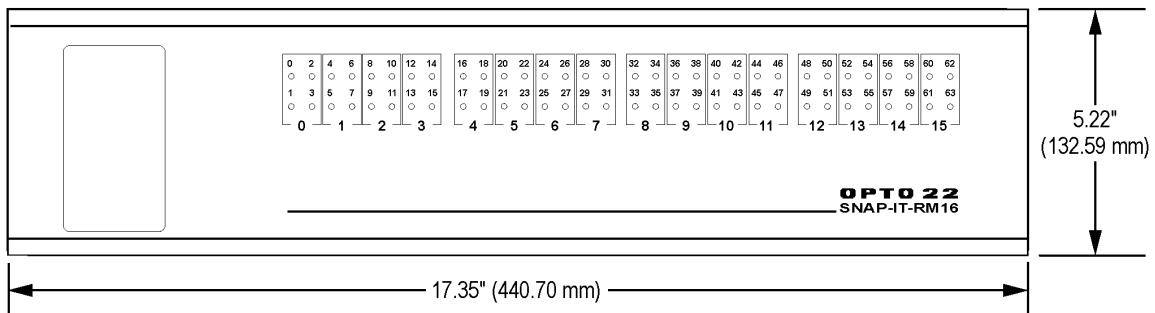 0 2 4 6 8 10 12 14 16 18 20 22 24 26 28 30 32 34 36 38 40 42 44 46 48 50 52 54 56 58 60 62
1 3 5 7 9 11 13 15 17 19 21 23 25 27 29 31 33 35 37 39 41 43 45 47 49 51 53 55 57 59 61 63
0 1 2 3 4 5 6 7 8 9 10 11 12 13 14 15
5.22"
(132.59 mm)
OPTO 22
SNAP-IT-RM16
17.35" (440.70 mm)